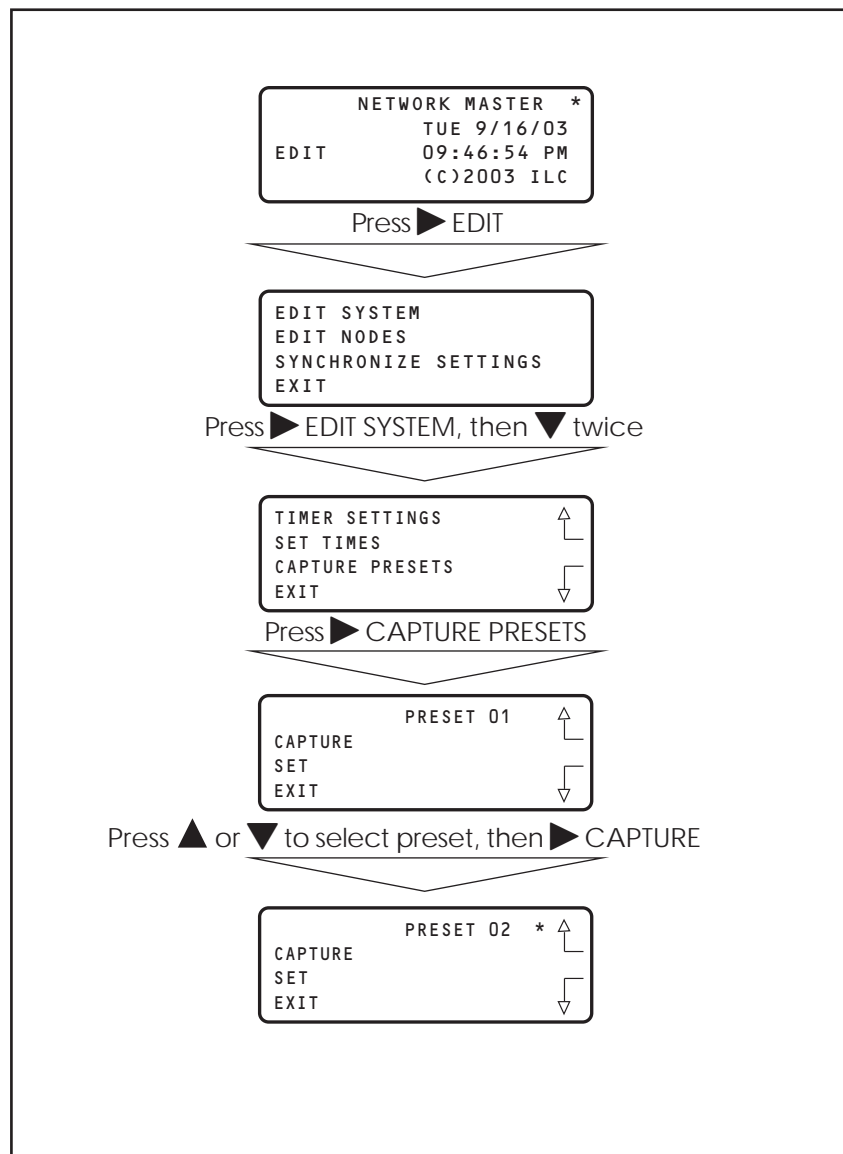 NETWORK MASTER *
TUE 9/16/03
EDIT 09:46:54 PM
(C)2003 ILC
Press ▶ EDIT
EDIT SYSTEM
EDIT NODES
SYNCHRONIZE SETTINGS
EXIT
Press ▶ EDIT SYSTEM, then ▼ twice
TIMER SETTINGS
SET TIMES
CAPTURE PRESETS
EXIT
Press ▶ CAPTURE PRESETS
PRESET 01
CAPTURE
SET
EXIT
Press ▲ or ▼ to select preset, then ▶ CAPTURE
PRESET 02 *
CAPTURE
SET
EXIT